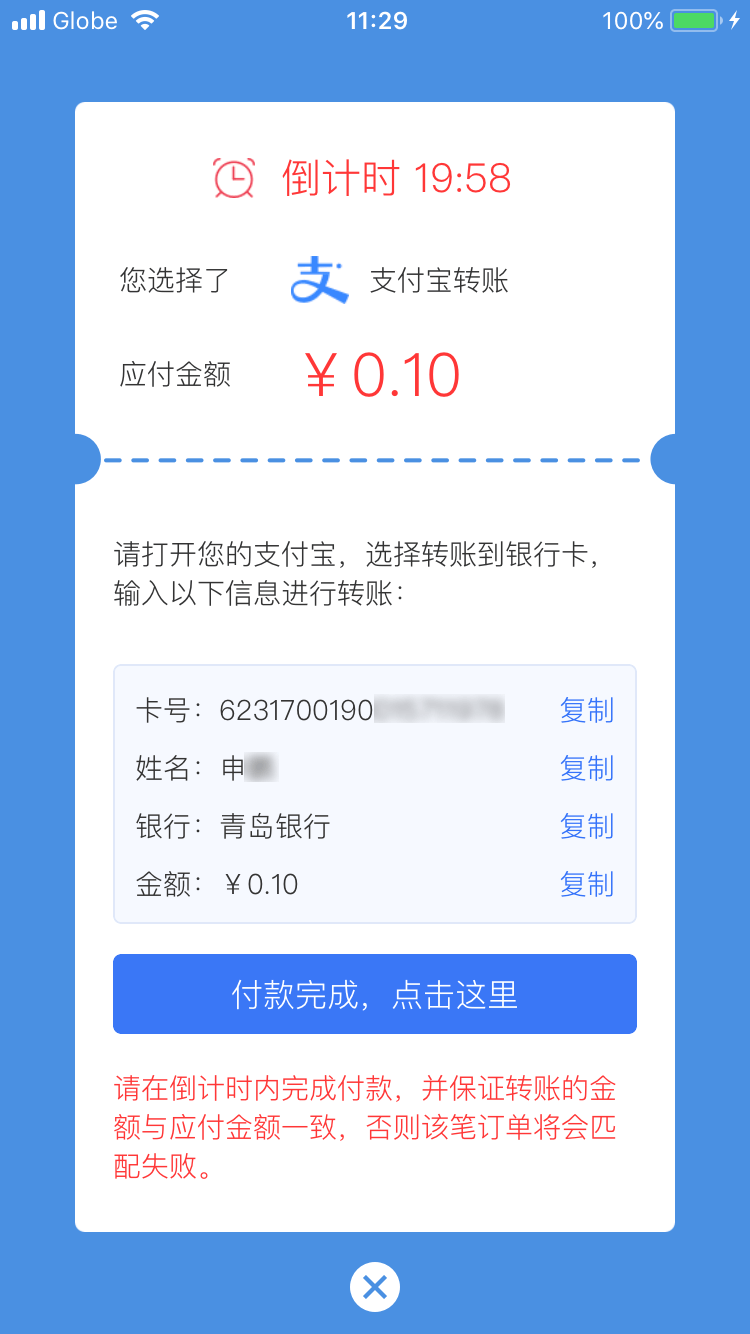 Globe 11:29 100%
倒计时 19:58
您选择了 支 支付宝转账
应付金额 ￥0.10
请打开您的支付宝，选择转账到银行卡，
输入以下信息进行转账：
卡号：6231700190 复制
姓名：申 复制
银行：青岛银行 复制
金额：￥0.10 复制
付款完成，点击这里
请在倒计时内完成付款，并保证转账的金
额与应付金额一致，否则该笔订单将会匹
配失败。